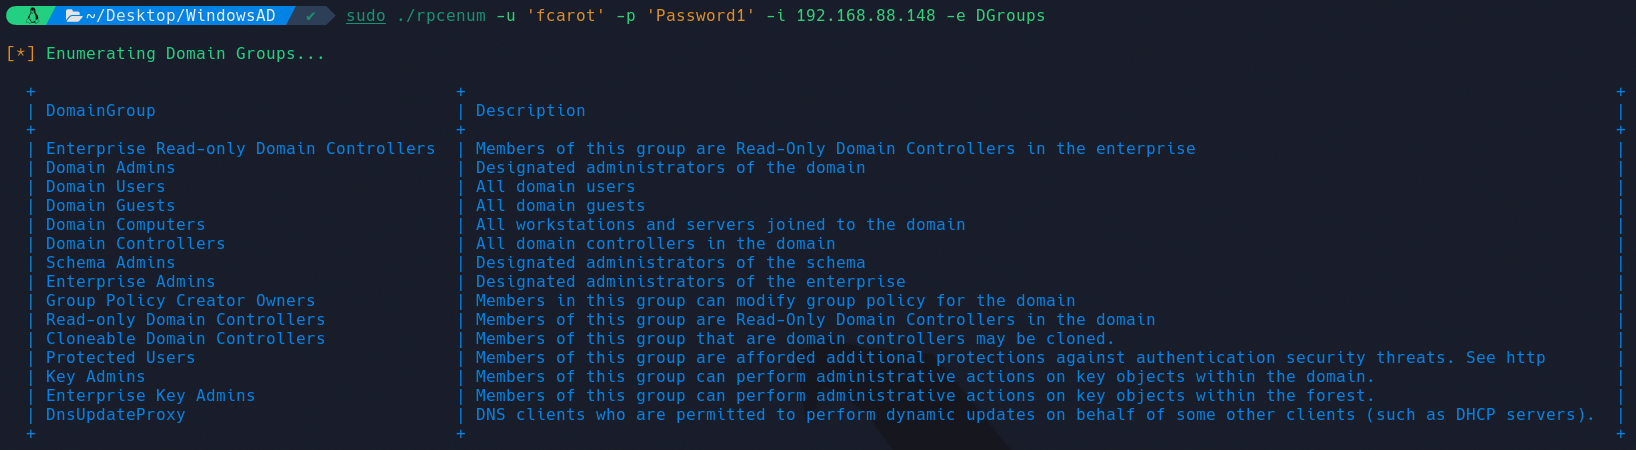 ~/Desktop/WindowsAD ✔ sudo ./rpcenum -u 'fcarot' -p 'Password1' -i 192.168.88.148 -e DGroups
[*] Enumerating Domain Groups...
+ + +
| DomainGroup | Description |
+ + +
| Enterprise Read-only Domain Controllers | Members of this group are Read-Only Domain Controllers in the enterprise |
| Domain Admins | Designated administrators of the domain |
| Domain Users | All domain users |
| Domain Guests | All domain guests |
| Domain Computers | All workstations and servers joined to the domain |
| Domain Controllers | All domain controllers in the domain |
| Schema Admins | Designated administrators of the schema |
| Enterprise Admins | Designated administrators of the enterprise |
| Group Policy Creator Owners | Members in this group can modify group policy for the domain |
| Read-only Domain Controllers | Members of this group are Read-Only Domain Controllers in the domain |
| Cloneable Domain Controllers | Members of this group that are domain controllers may be cloned. |
| Protected Users | Members of this group are afforded additional protections against authentication security threats. See http |
| Key Admins | Members of this group can perform administrative actions on key objects within the domain. |
| Enterprise Key Admins | Members of this group can perform administrative actions on key objects within the forest. |
| DnsUpdateProxy | DNS clients who are permitted to perform dynamic updates on behalf of some other clients (such as DHCP servers). |
+ + +